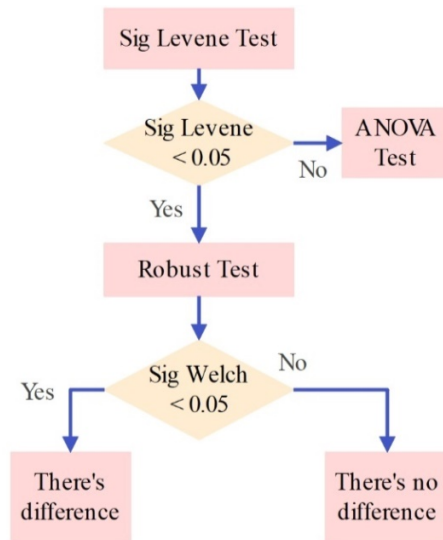 Sig Levene Test
Sig Levene
< 0.05
ANOVA
Test
No
Yes
Robust Test
Sig Welch
< 0.05
Yes
No
There's
difference
There's no
difference